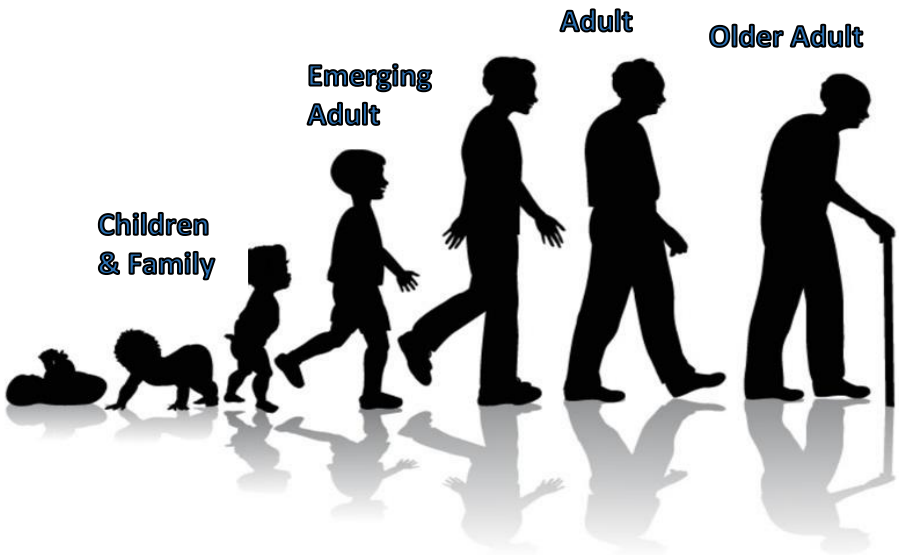 Children
& Family
Emerging
Adult
Adult
Older Adult